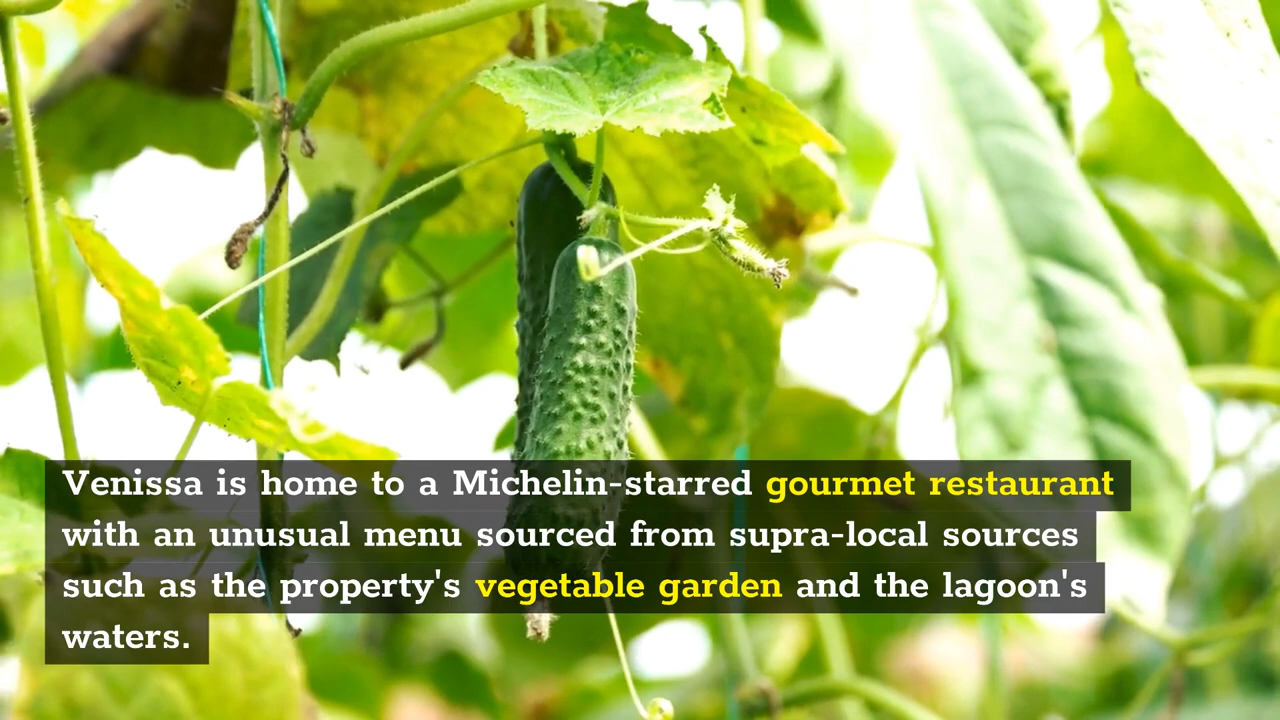 Venissa is home to a Michelin-starred gourmet restaurant
with an unusual menu sourced from supra-local sources
such as the property's vegetable garden and the lagoon's
waters.